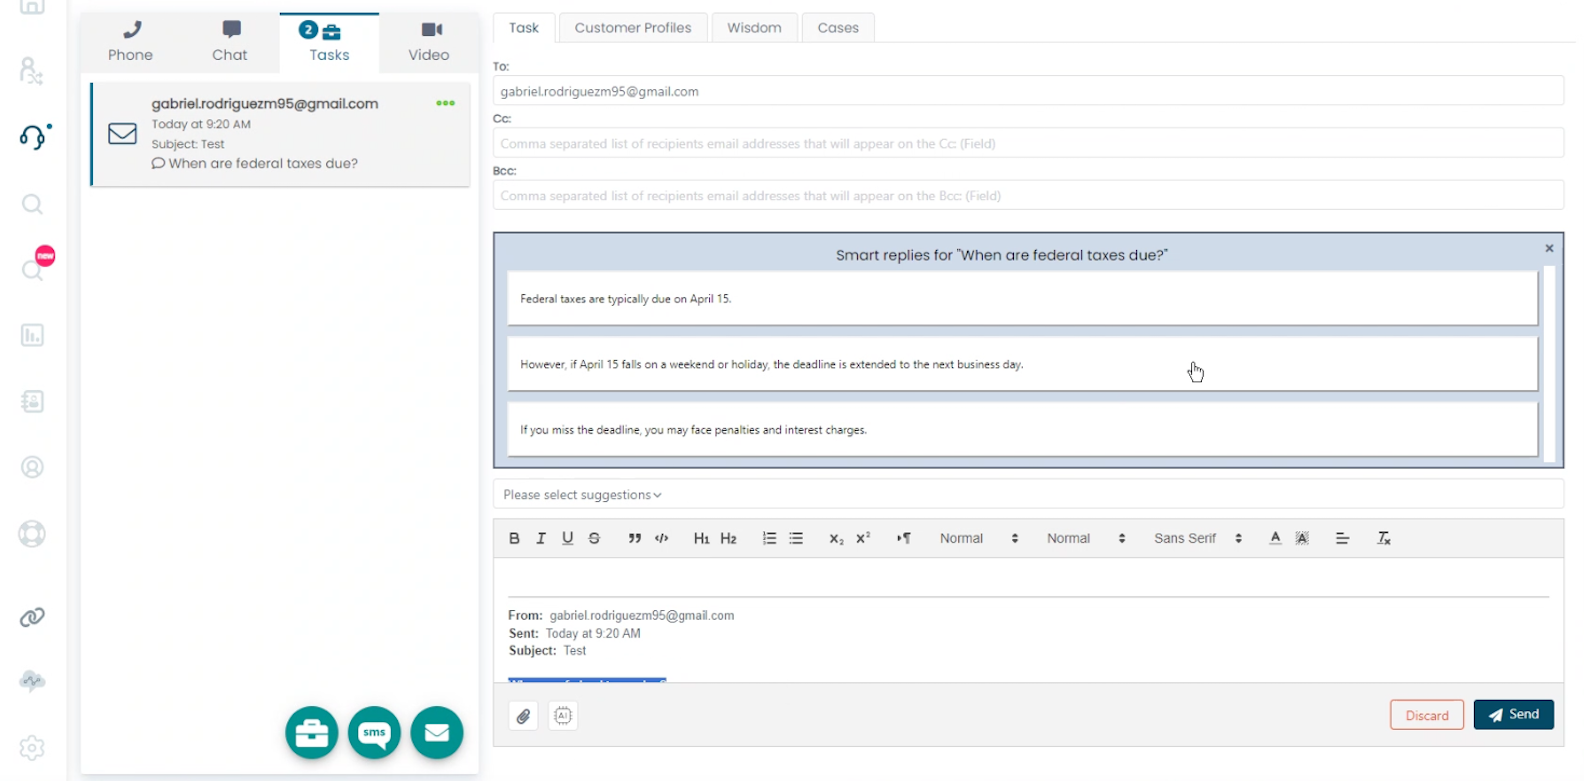 Phone
Chat
2
Tasks
Video
gabriel.rodriguezm95@gmail.com
Today at 9:20 AM
Subject: Test
When are federal taxes due?
new
sms
Task
Customer Profiles
Wisdom
Cases
To:
gabriel.rodriguezm95@gmail.com
Cc:
Comma separated list of recipients email addresses that will appear on the Cc: (Field)
Bcc:
Comma separated list of recipients email addresses that will appear on the Bcc: (Field)
Smart replies for "When are federal taxes due?"
×
Federal taxes are typically due on April 15.
However, if April 15 falls on a weekend or holiday, the deadline is extended to the next business day.
If you miss the deadline, you may face penalties and interest charges.
Please select suggestions
B I U S H1 H2 X2 X2 Normal Normal Sans Serif A A Tx
From: gabriel.rodriguezm95@gmail.com
Sent: Today at 9:20 AM
Subject: Test
AI
Discard
Send